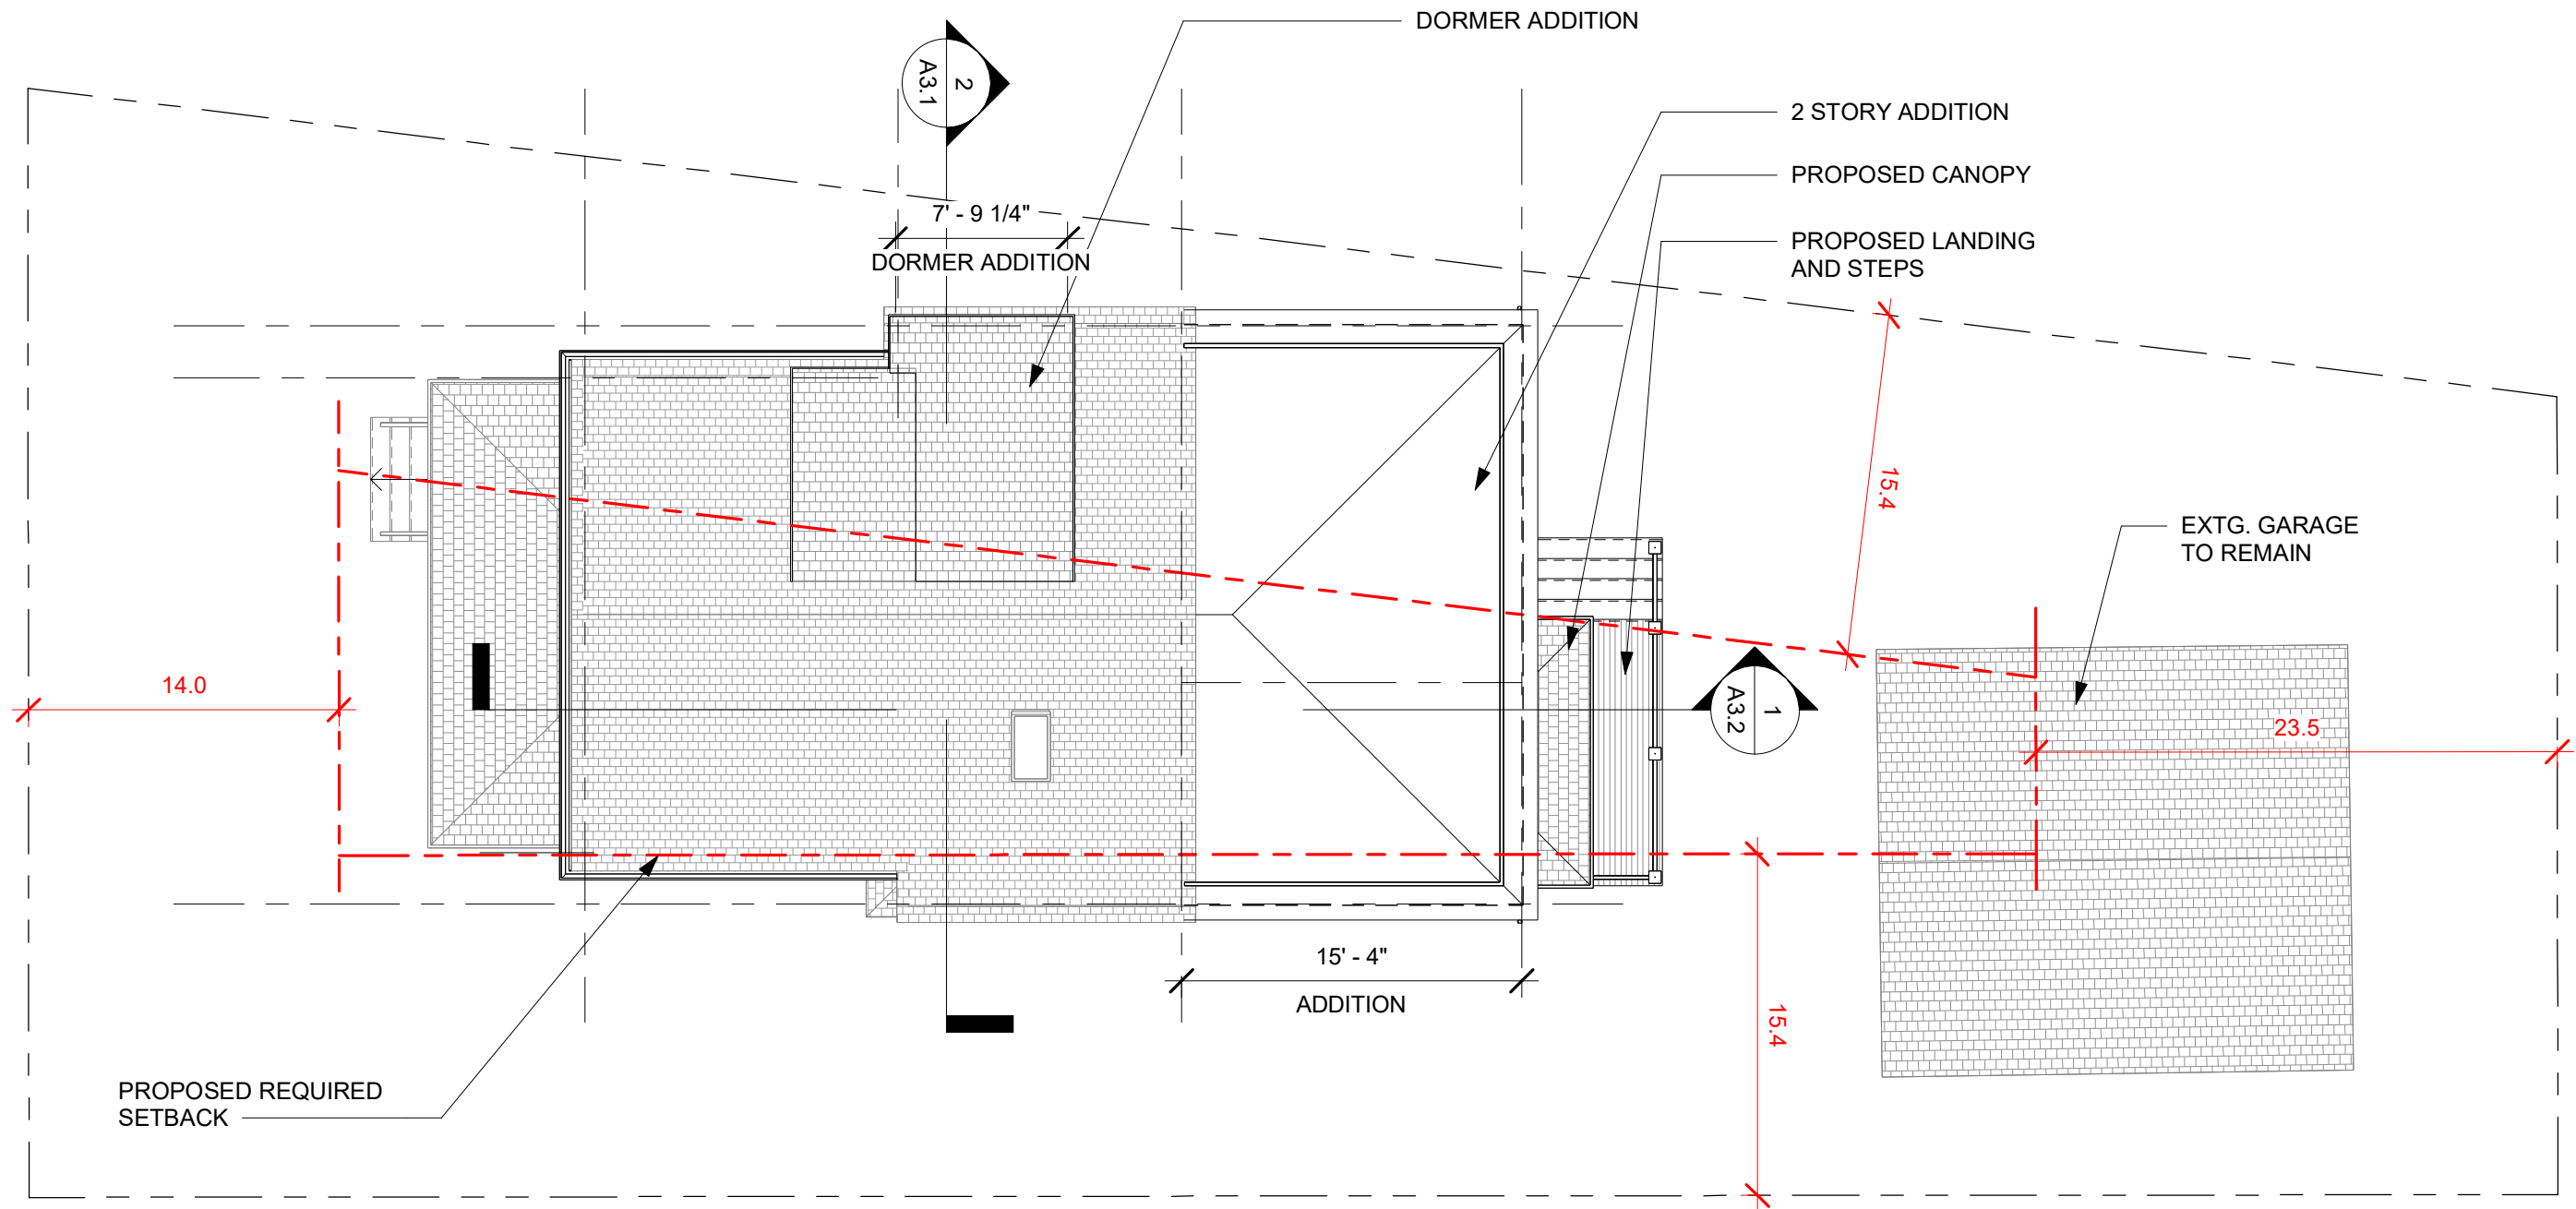 DORMER ADDITION
2
A3.1
2 STORY ADDITION
PROPOSED CANOPY
7' - 9 1/4"
DORMER ADDITION
PROPOSED LANDING
AND STEPS
15.4
EXTG. GARAGE
TO REMAIN
14.0
1
A3.2
23.5
15' - 4"
ADDITION
15.4
PROPOSED REQUIRED
SETBACK